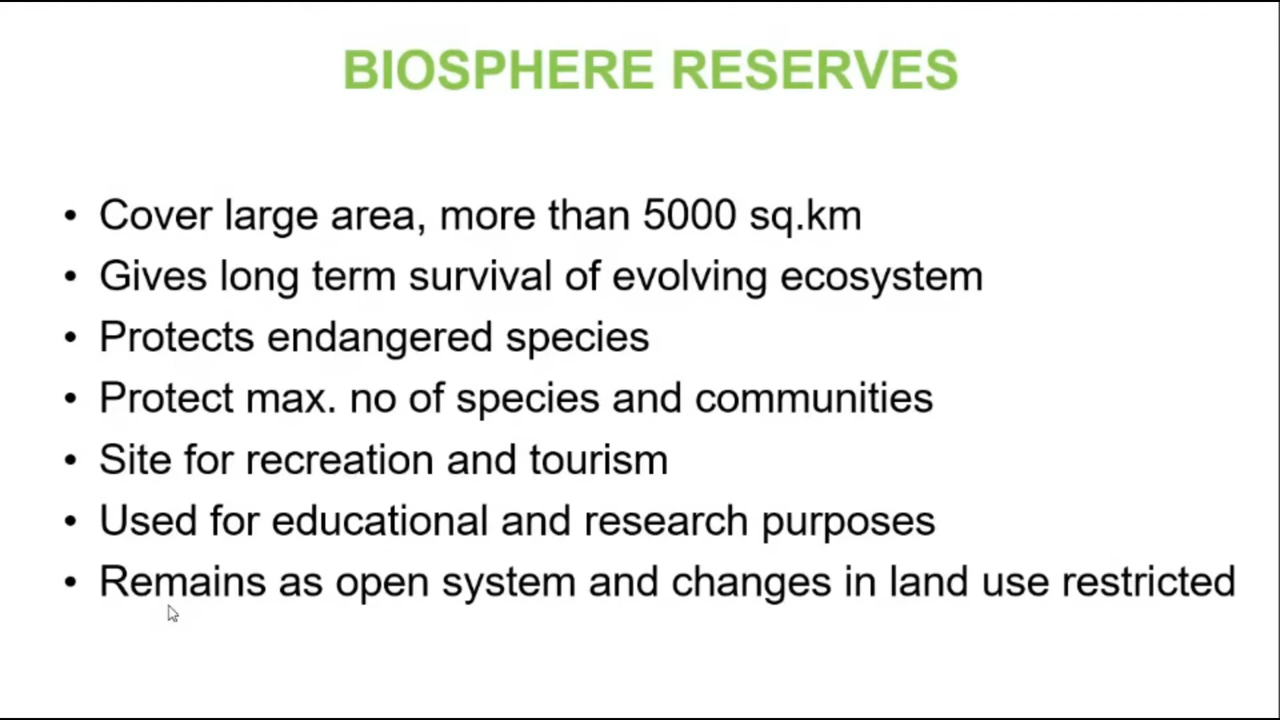 BIOSPHERE RESERVES
• Cover large area, more than 5000 sq.km
• Gives long term survival of evolving ecosystem
• Protects endangered species
• Protect max. no of species and communities
• Site for recreation and tourism
• Used for educational and research purposes
• Remains as open system and changes in land use restricted